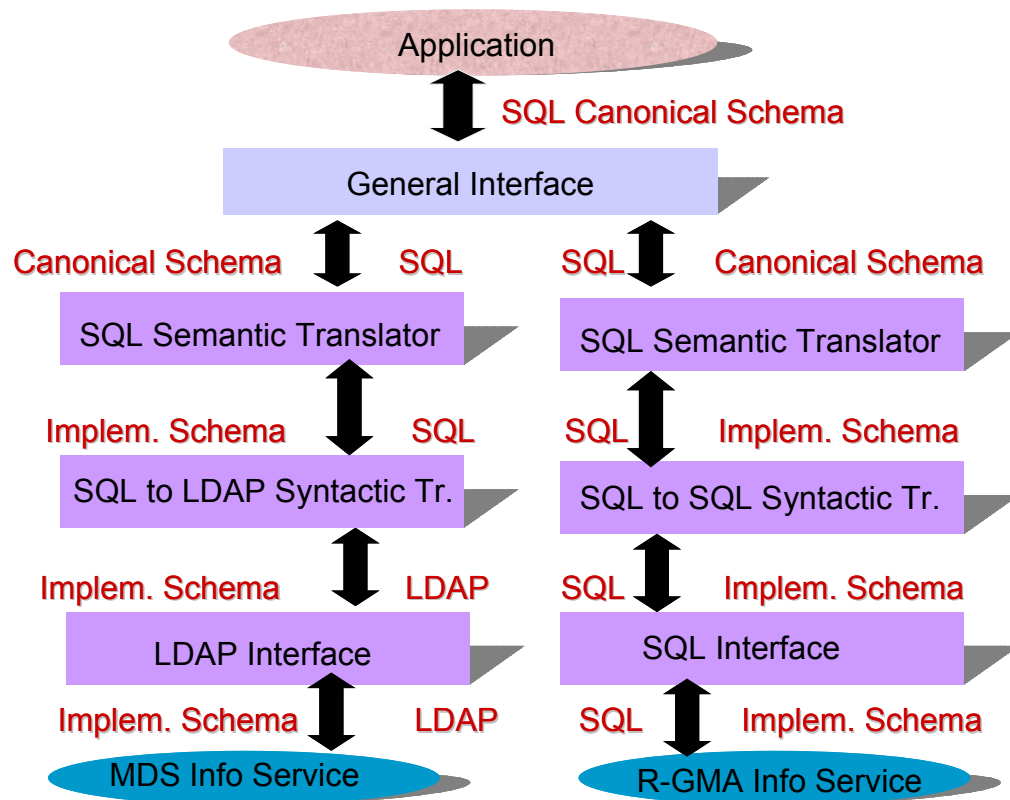 Application
SQL Canonical Schema
General Interface
Canonical Schema SQL SQL Canonical Schema
SQL Semantic Translator SQL Semantic Translator
Implem. Schema SQL SQL Implem. Schema
SQL to LDAP Syntactic Tr. SQL to SQL Syntactic Tr.
Implem. Schema LDAP SQL Implem. Schema
LDAP Interface SQL Interface
Implem. Schema LDAP SQL Implem. Schema
MDS Info Service R-GMA Info Service